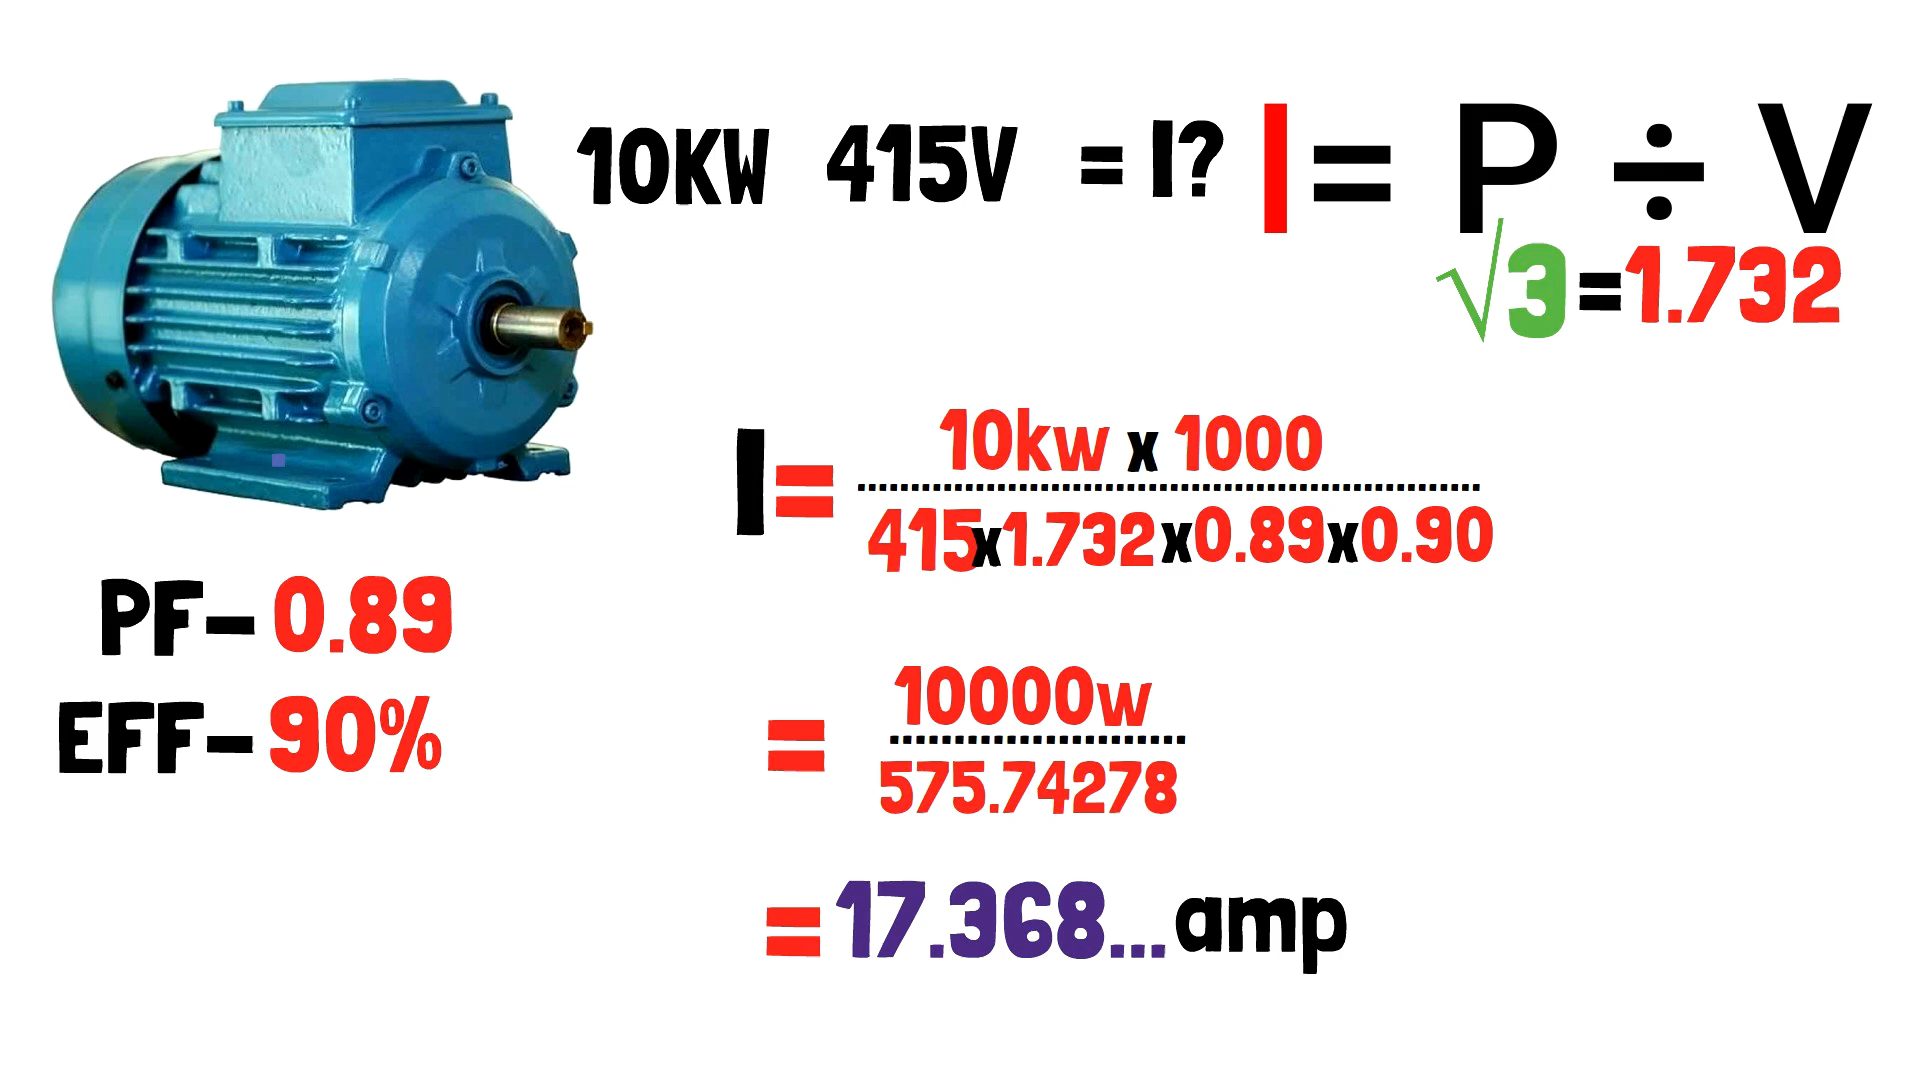 10KW 415V = I? I = P ÷ V
√3=1.732
10kw x 1000
I=
415x1.732x0.89x0.90
PF-0.89
10000w
EFF-90% =
575.74278
=17.368...amp